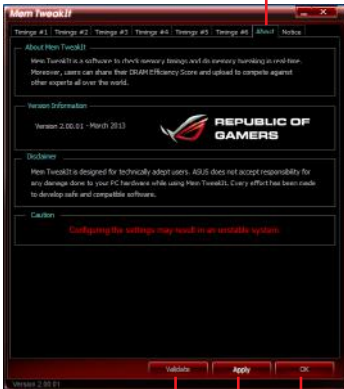 Mem TweakIt
Timings #1 Timings #2 Timings #3 Timings #4 Timings #5 Timings #6 About Notice
About Mem TweakIt
Mem TweakIt is a software to check memory timings and do memory tweaking in real-time.
Moreover, users can share their DRAM Efficiency Score and upload to compete against
other experts all over the world.
Version Information
Version 2.00.01 - March 2013
REPUBLIC OF
GAMERS
Disclaimer
Mem TweakIt is designed for technically adept users. ASUS does not accept responsibility for
any damage done to your PC hardware while using Mem TweakIt. Every effort has been made
to develop safe and compatible software.
Caution
Configuring the settings may result in an unstable system
Validate Apply OK
Version 2.00.01